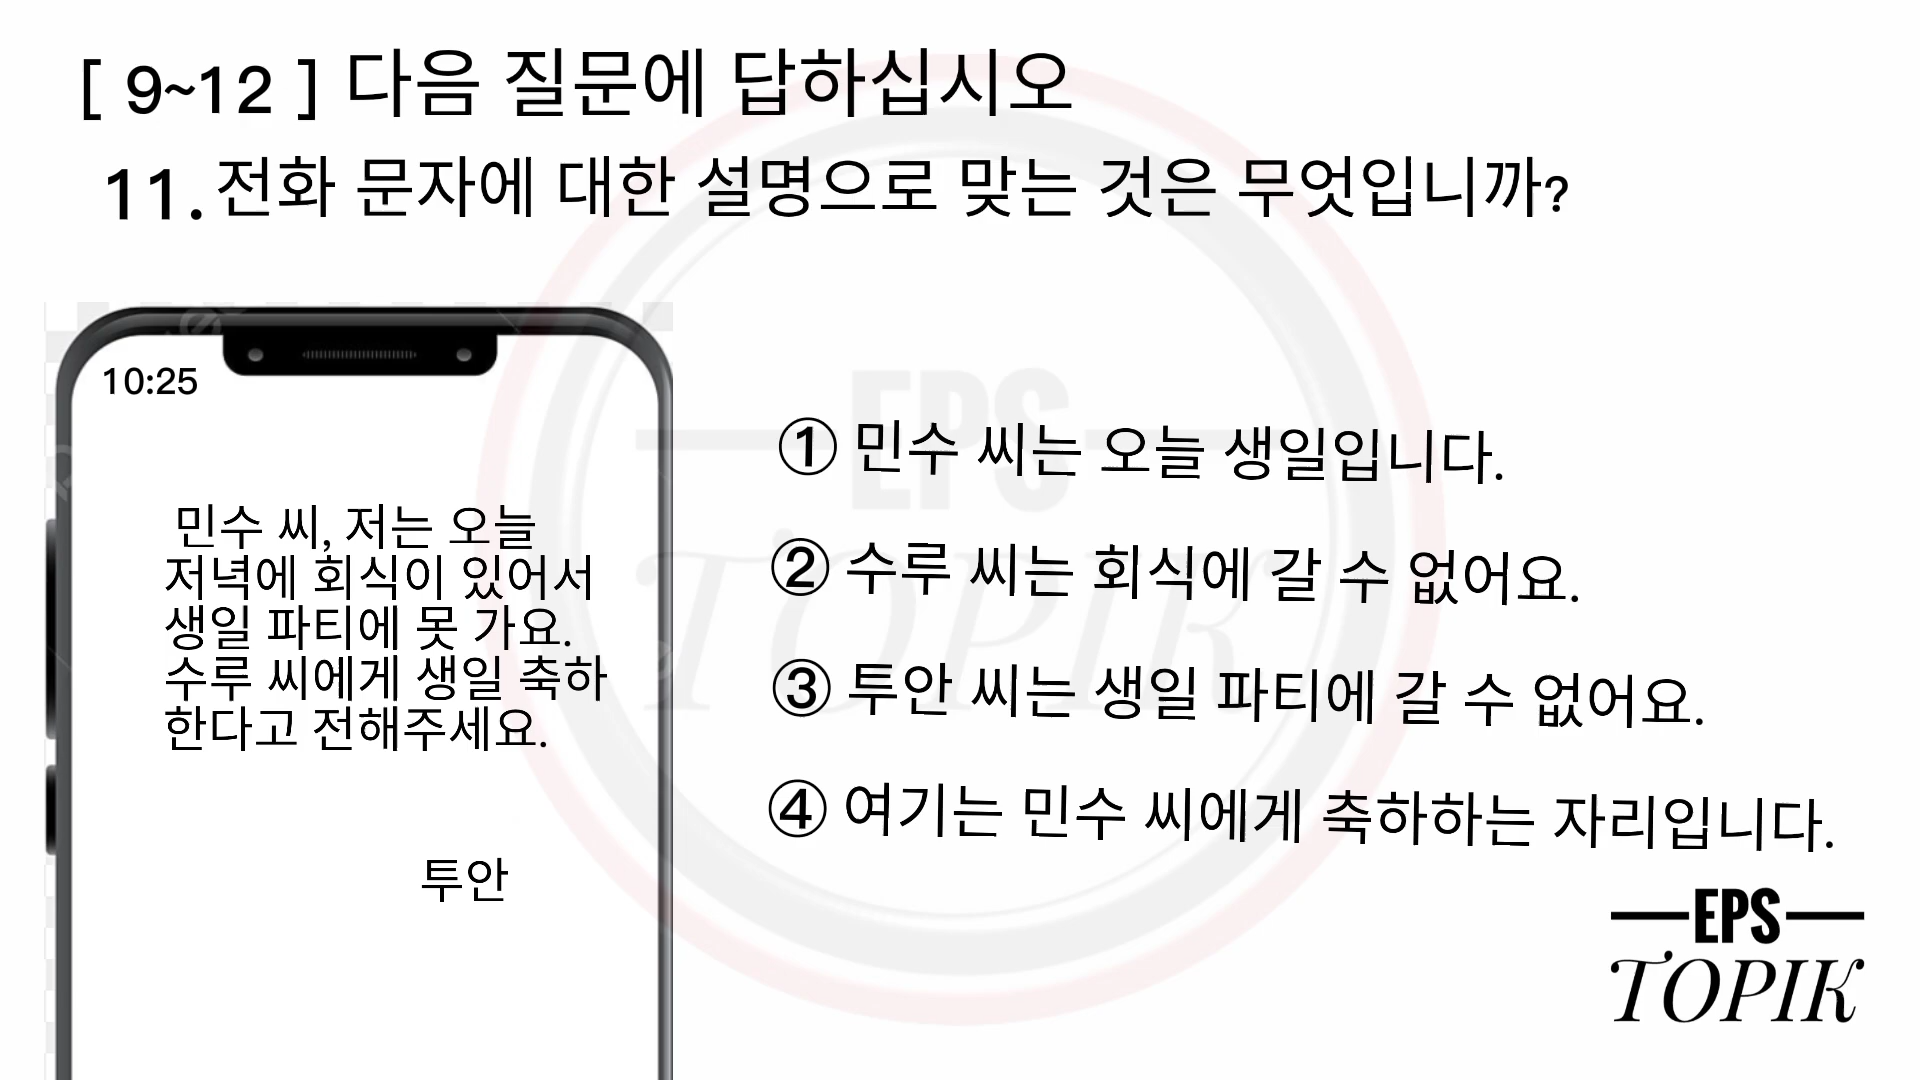 [ 9~12 ] 다음 질문에 답하십시오
11. 전화 문자에 대한 설명으로 맞는 것은 무엇입니까?
10:25
민수 씨, 저는 오늘
저녁에 회식이 있어서
생일 파티에 못 가요.
수루 씨에게 생일 축하
한다고 전해주세요.
투안
① 민수 씨는 오늘 생일입니다.
② 수루 씨는 회식에 갈 수 없어요.
③ 투안 씨는 생일 파티에 갈 수 없어요.
④ 여기는 민수 씨에게 축하하는 자리입니다.
EPS
TOPIK
EPS
TOPIK